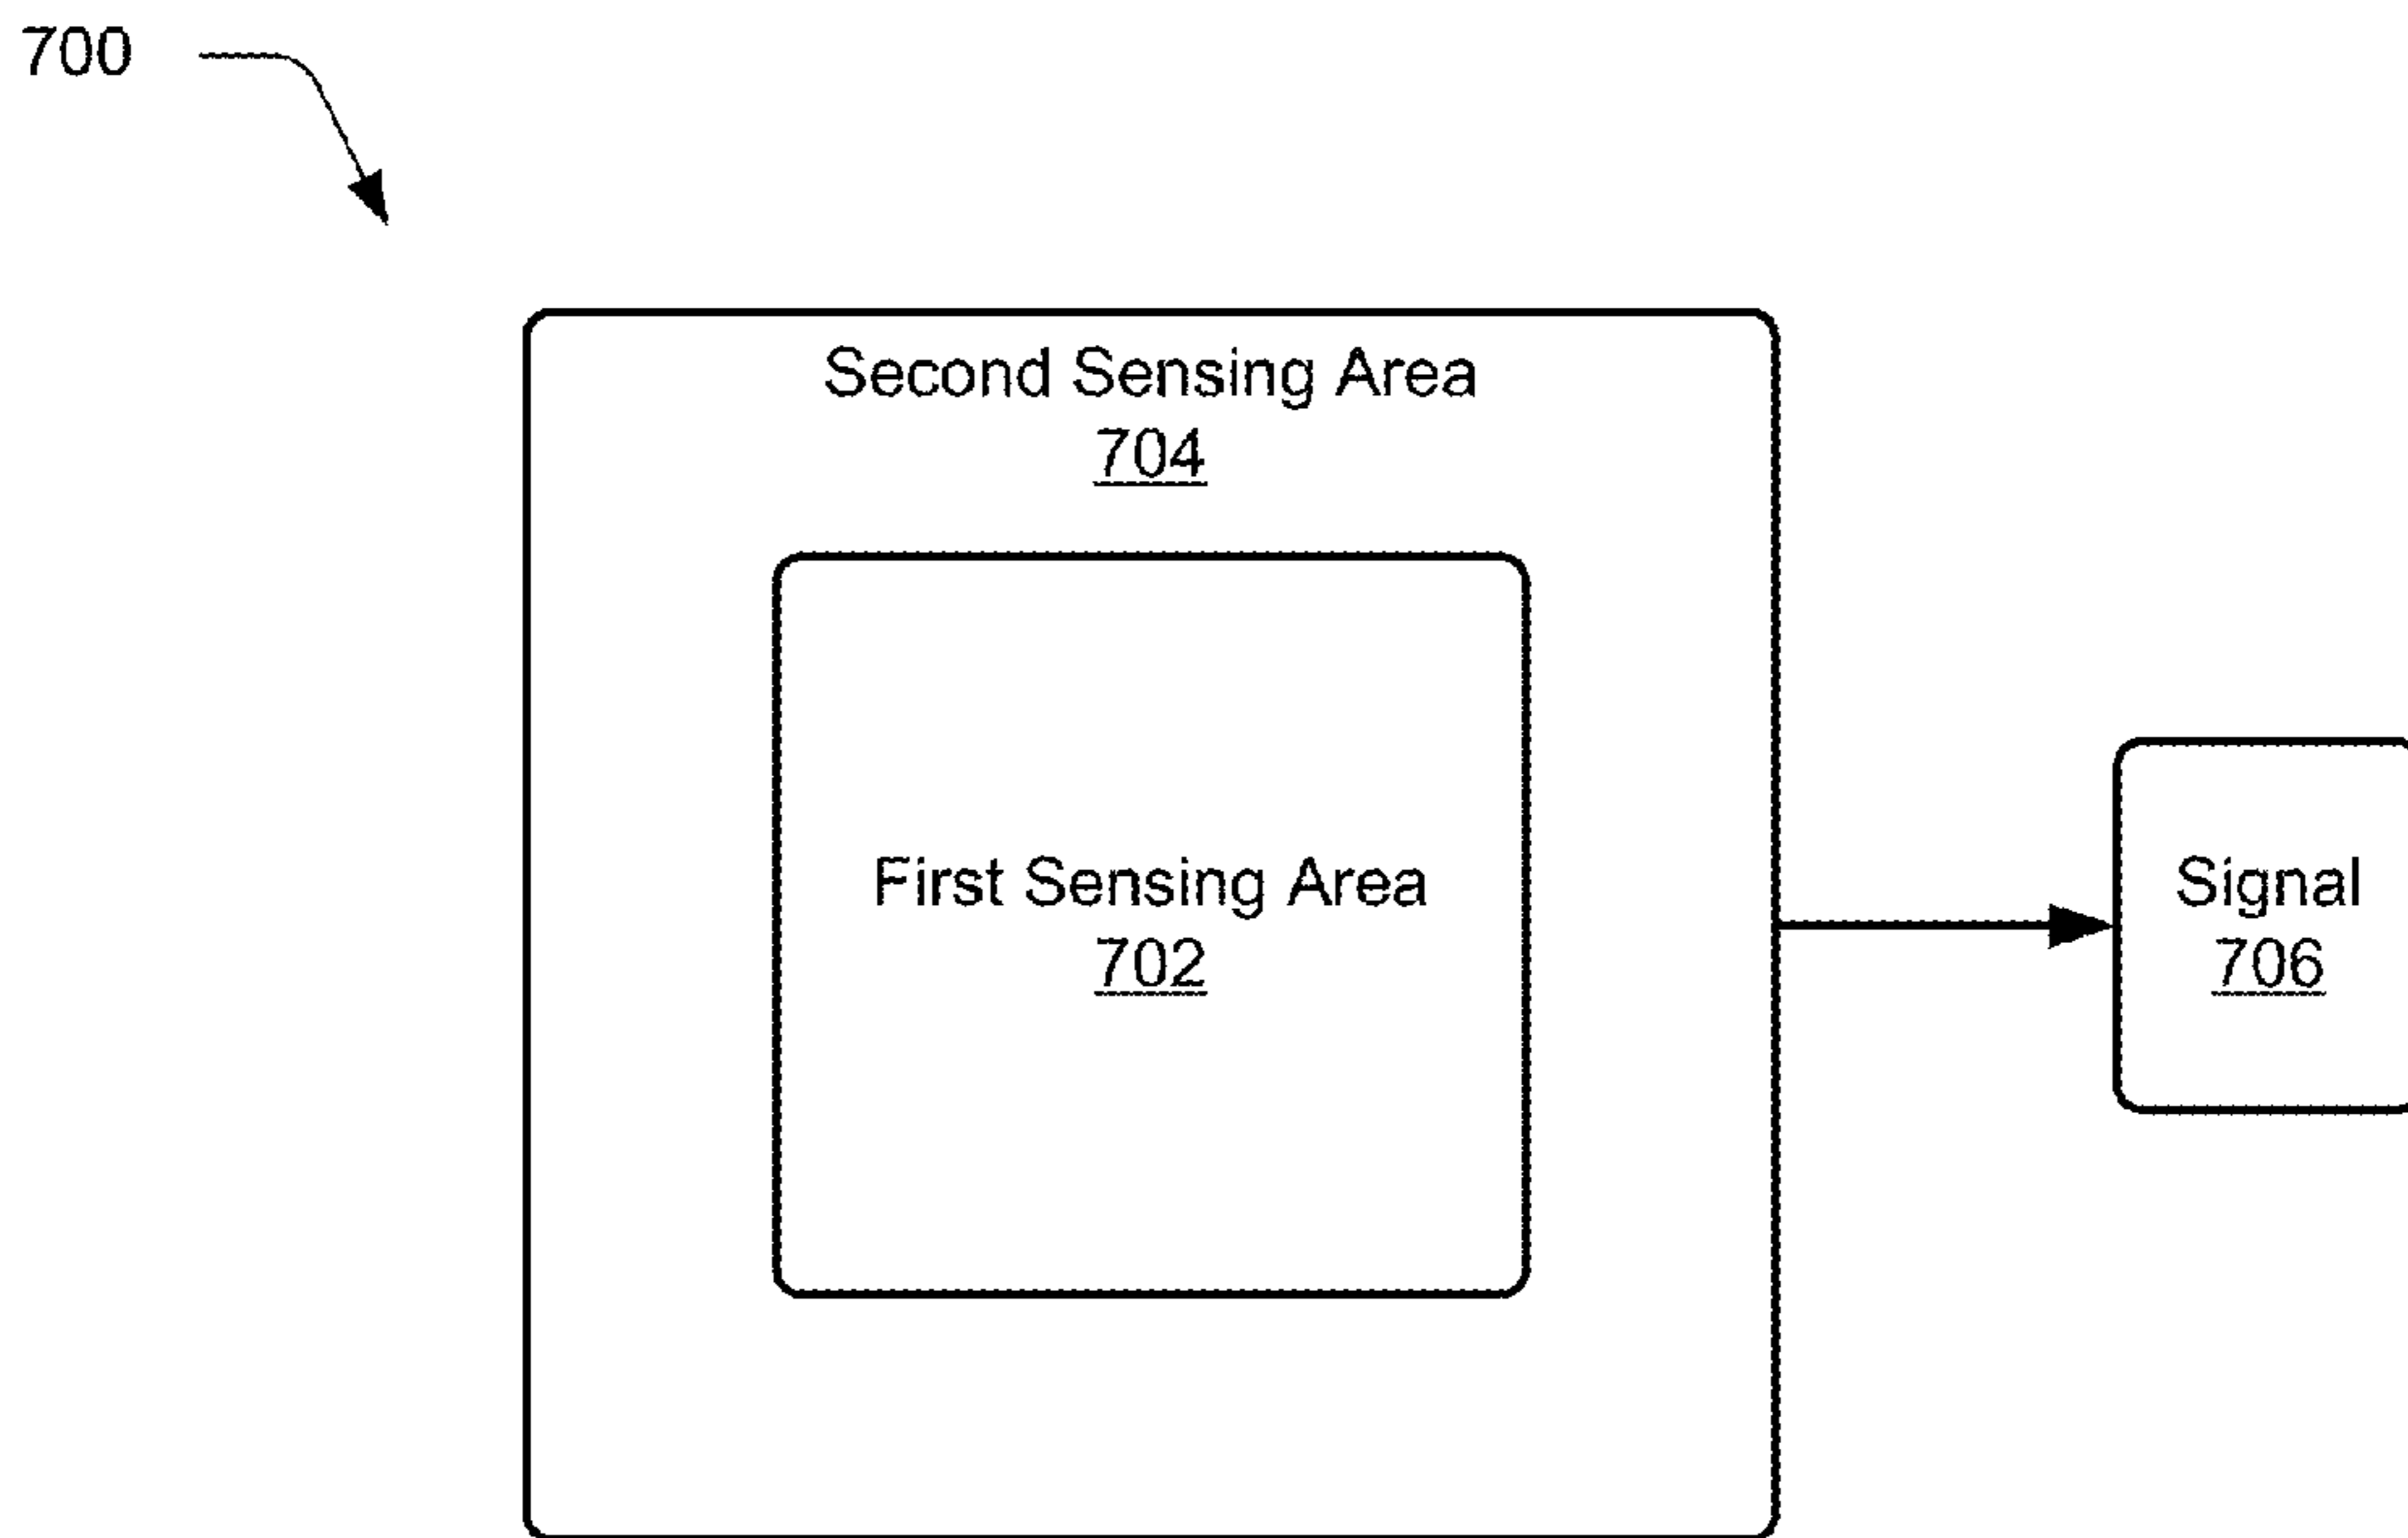 700
Second Sensing Area
704
First Sensing Area
702
Signal
706